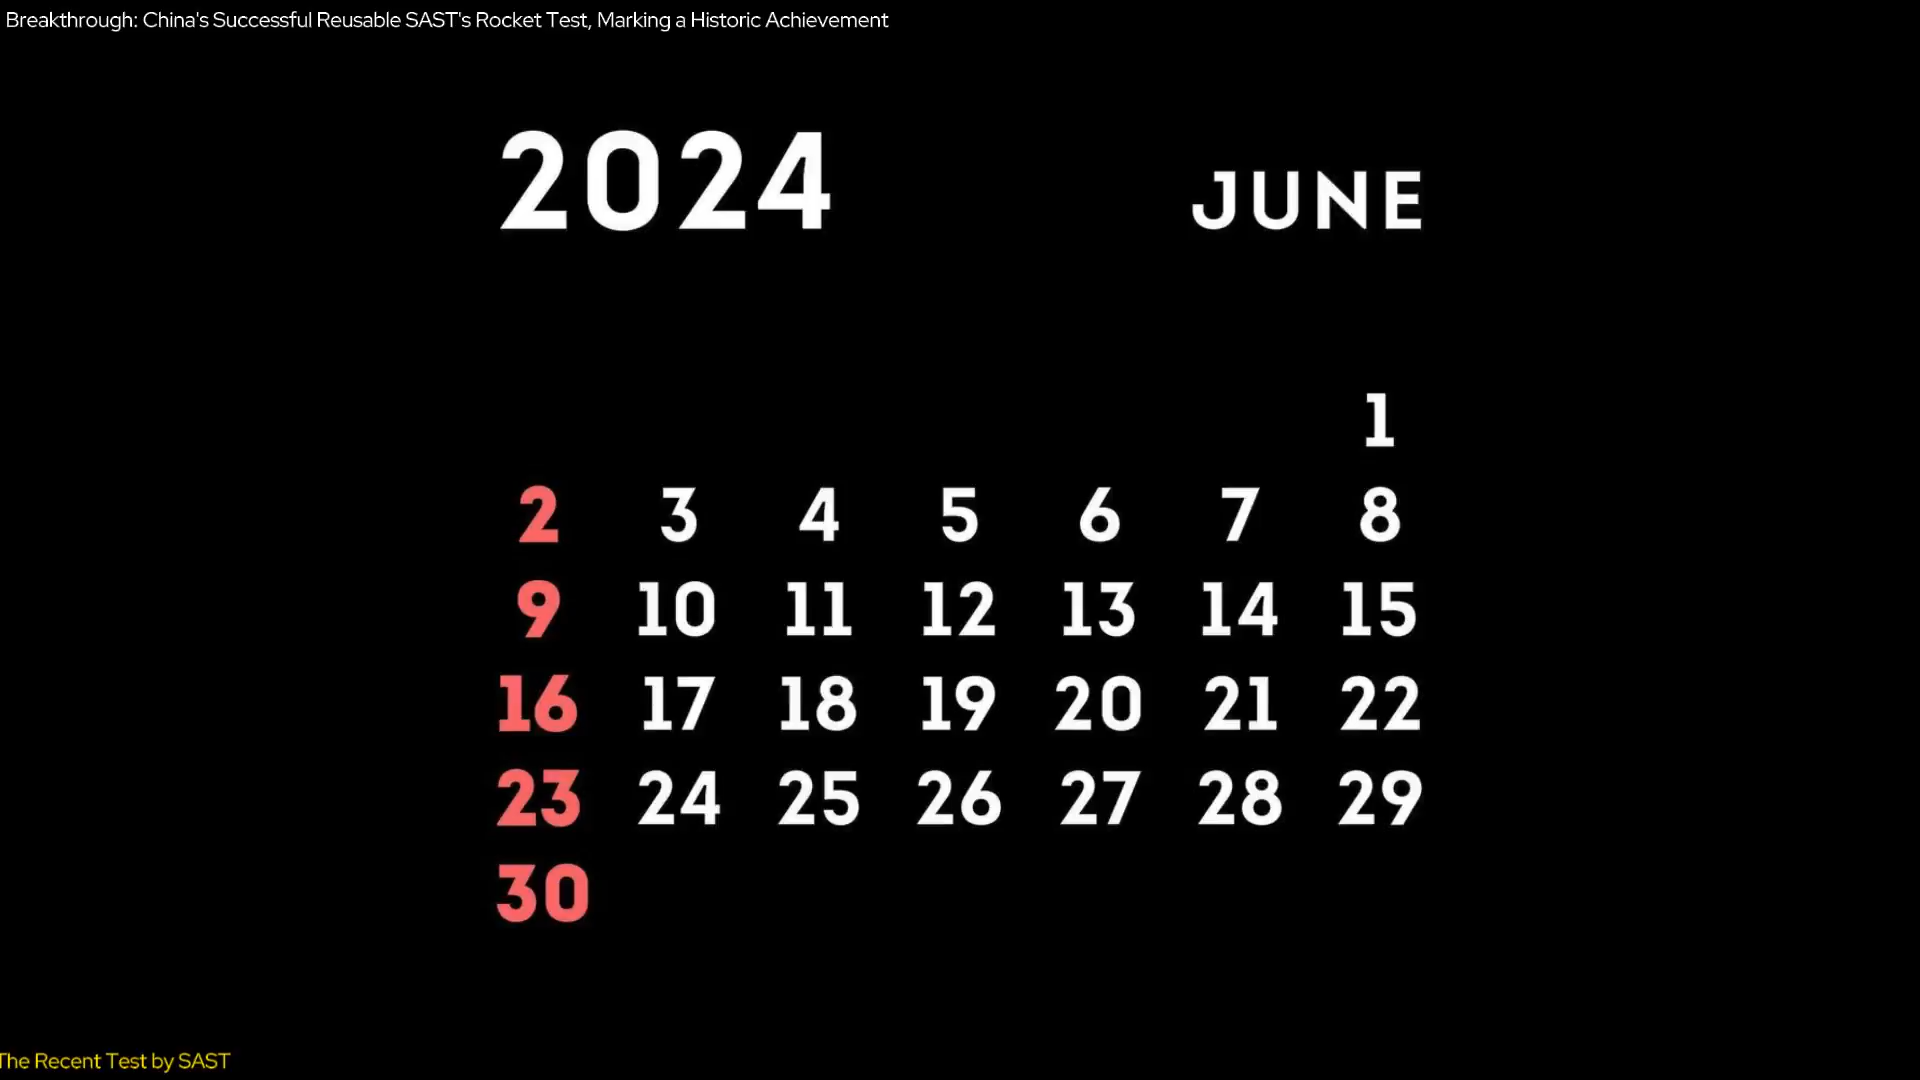 Breakthrough: China's Successful Reusable SAST's Rocket Test, Marking a Historic Achievement
2024 JUNE
1
2 3 4 5 6 7 8
9 10 11 12 13 14 15
16 17 18 19 20 21 22
23 24 25 26 27 28 29
30
The Recent Test by SAST